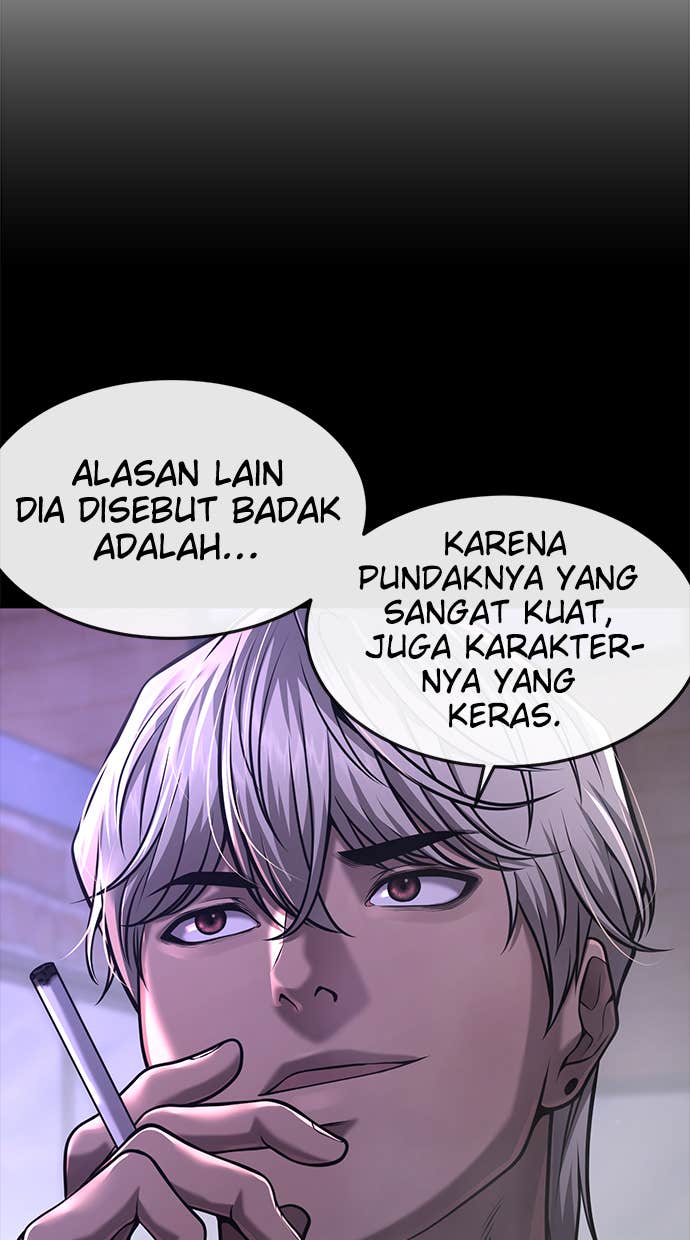 ALASAN LAIN
DIA DISEBUT BADAK
ADALAH...
KARENA
PUNDAKNYA YANG
SANGAT KUAT,
JUGA KARAKTER-
NYA YANG
KERAS.